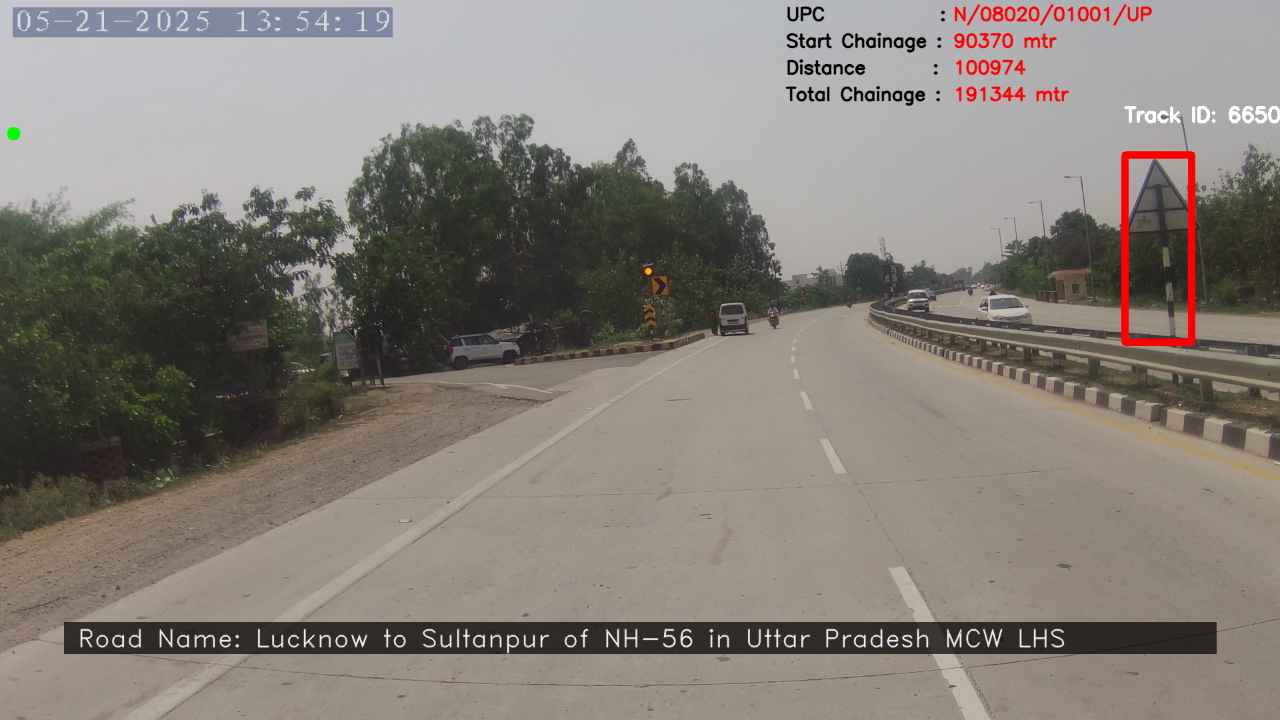 05-21-2025 13:54:19
UPC : N/08020/01001/UP
Start Chainage : 90370 mtr
Distance : 100974
Total Chainage : 191344 mtr
Track ID: 6650
Road Name: Lucknow to Sultanpur of NH-56 in Uttar Pradesh MCW LHS